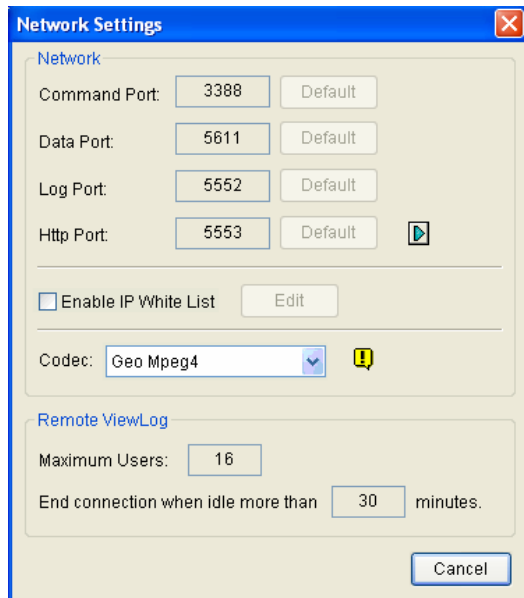 Network Settings
Network
Command Port: 3388 Default
Data Port: 5611 Default
Log Port: 5552 Default
Http Port: 5553 Default
Enable IP White List Edit
Codec: Geo Mpeg4
Remote ViewLog
Maximum Users: 16
End connection when idle more than 30 minutes.
Cancel